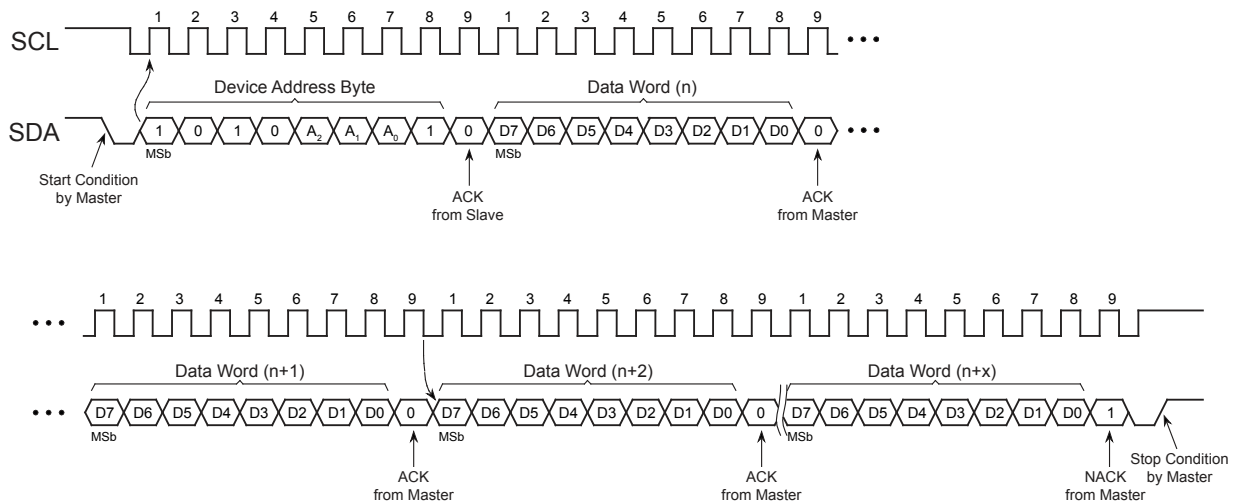 1 2 3 4 5 6 7 8 9 1 2 3 4 5 6 7 8 9
SCL
Device Address Byte Data Word (n)
SDA 1 0 1 0 A2 A1 A0 1 0 D7 D6 D5 D4 D3 D2 D1 D0 0
MSb MSb
Start Condition
by Master
ACK
from Slave
ACK
from Master
1 2 3 4 5 6 7 8 9 1 2 3 4 5 6 7 8 9 1 2 3 4 5 6 7 8 9
Data Word (n+1) Data Word (n+2) Data Word (n+x)
D7 D6 D5 D4 D3 D2 D1 D0 0 D7 D6 D5 D4 D3 D2 D1 D0 0 D7 D6 D5 D4 D3 D2 D1 D0 1
MSb MSb MSb
ACK
from Master
ACK
from Master
NACK
from Master
Stop Condition
by Master